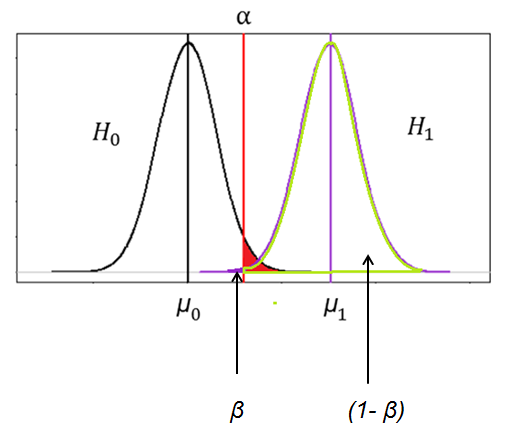 α
H₀
H₁
μ₀
μ₁
β
(1- β)